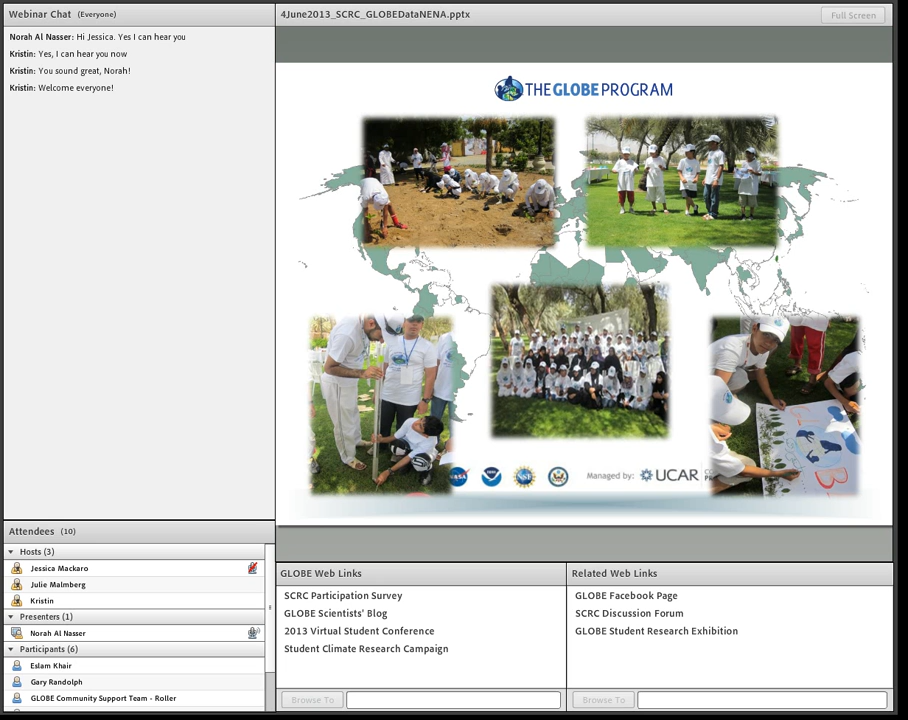 Webinar Chat (Everyone)
Norah Al Nasser: Hi Jessica. Yes I can hear you
Kristin: Yes, I can hear you now
Kristin: You sound great, Norah!
Kristin: Welcome everyone!
Attendees (10)
Hosts (3)
Jessica Mackaro
Julie Malmberg
Kristin
Presenters (1)
Norah Al Nasser
Participants (6)
Eslam Khair
Gary Randolph
GLOBE Community Support Team - Roller
4June2013_SCRC_GLOBEDataNENA.pptx
Full Screen
THE GLOBE PROGRAM
NASA
NSF
Managed by: UCAR
GLOBE Web Links
SCRC Participation Survey
GLOBE Scientists' Blog
2013 Virtual Student Conference
Student Climate Research Campaign
Browse To
Related Web Links
GLOBE Facebook Page
SCRC Discussion Forum
GLOBE Student Research Exhibition
Browse To